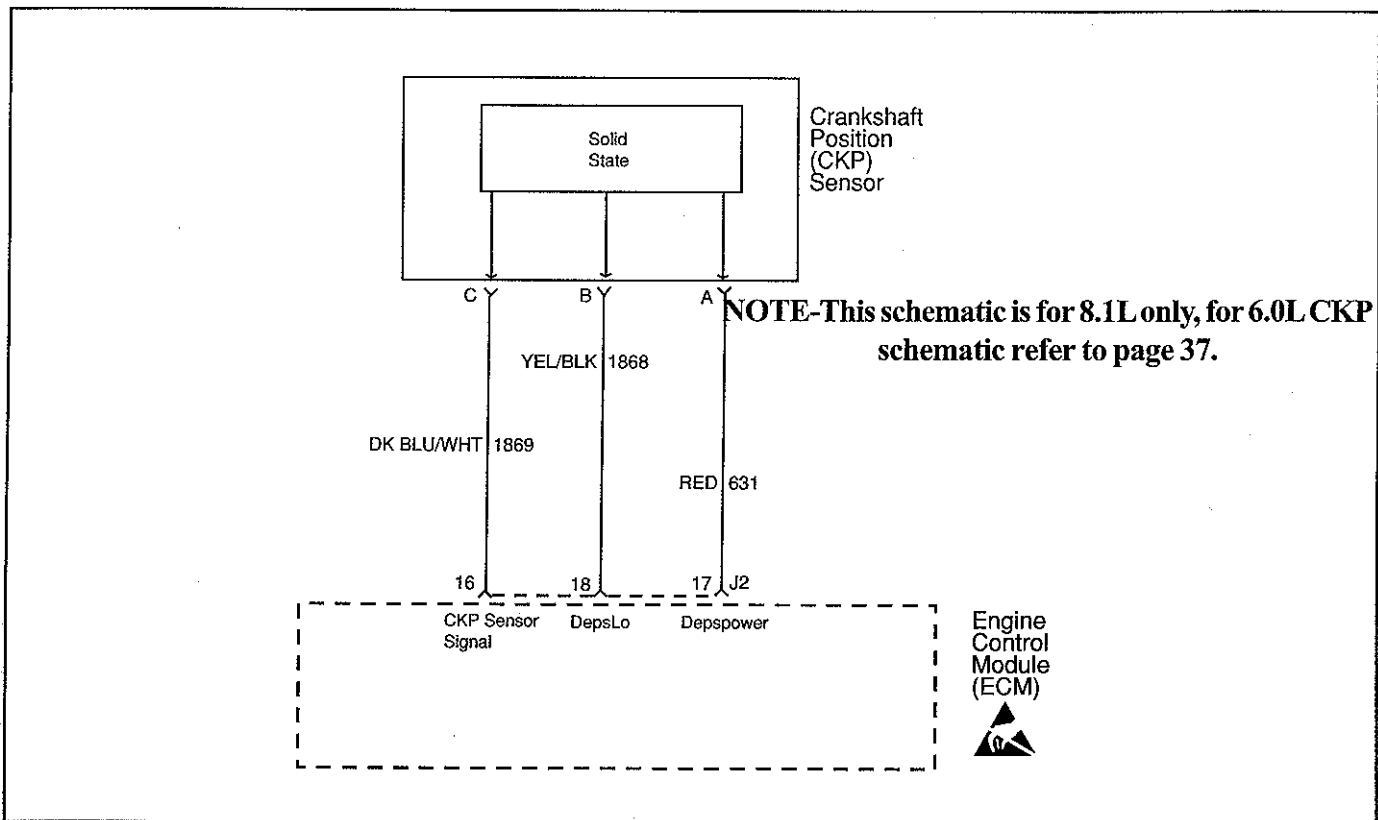 Solid
State
Crankshaft
Position
(CKP)
Sensor
C
B
A
NOTE-This schematic is for 8.1L only, for 6.0L CKP
schematic refer to page 37.
YEL/BLK 1868
DK BLU/WHT 1869
RED 631
16
18
17 J2
CKP Sensor
Signal
DepsLo
Depspower
Engine
Control
Module
(ECM)